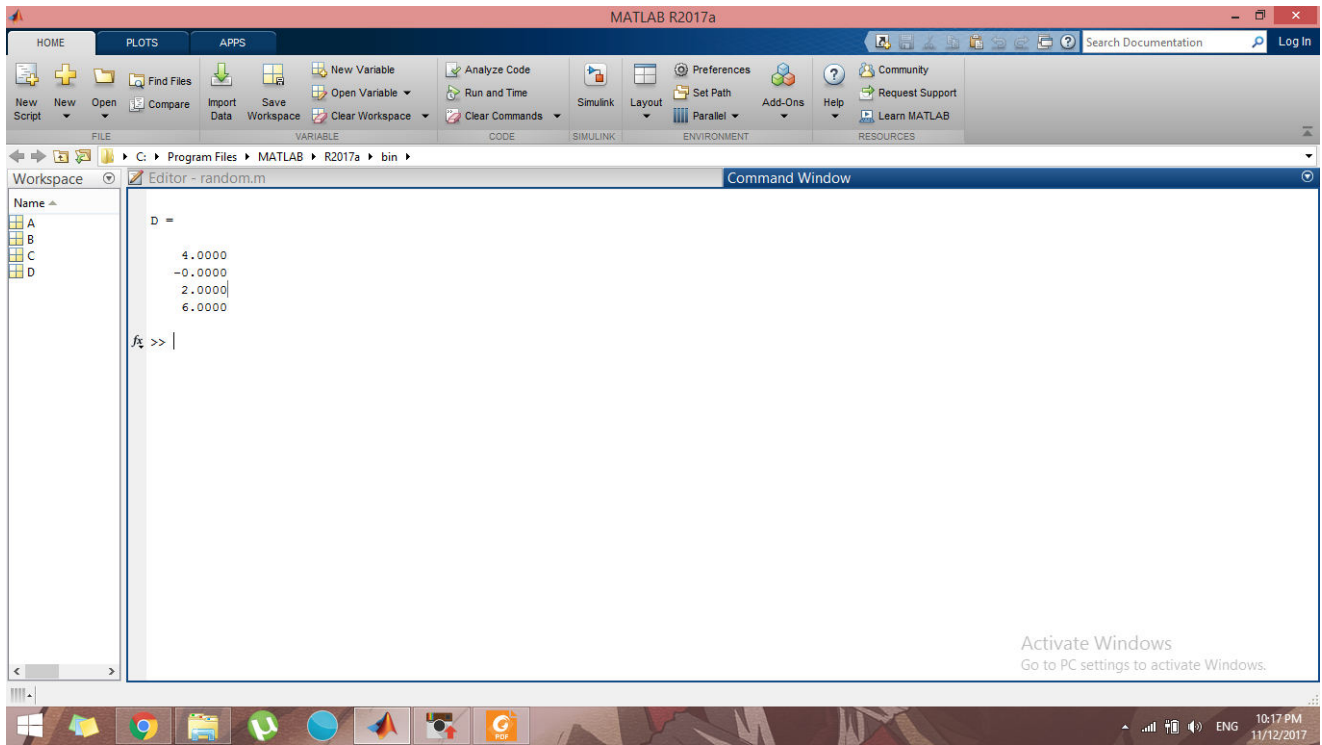 MATLAB R2017a
HOME PLOTS APPS Search Documentation Log In
New Script
New
Open
Find Files
Compare
FILE
Import Data
Save Workspace
New Variable
Open Variable
Clear Workspace
VARIABLE
Analyze Code
Run and Time
Clear Commands
CODE
Simulink
SIMULINK
Layout
Preferences
Set Path
Parallel
Add-Ons
ENVIRONMENT
Help
Community
Request Support
Learn MATLAB
RESOURCES
C: Program Files MATLAB R2017a bin
Workspace
Name
A
B
C
D
Editor - random.m
Command Window
D =
4.0000
-0.0000
2.0000
6.0000
fx >>
Activate Windows
Go to PC settings to activate Windows.
PDF
ENG
10:17 PM
11/12/2017